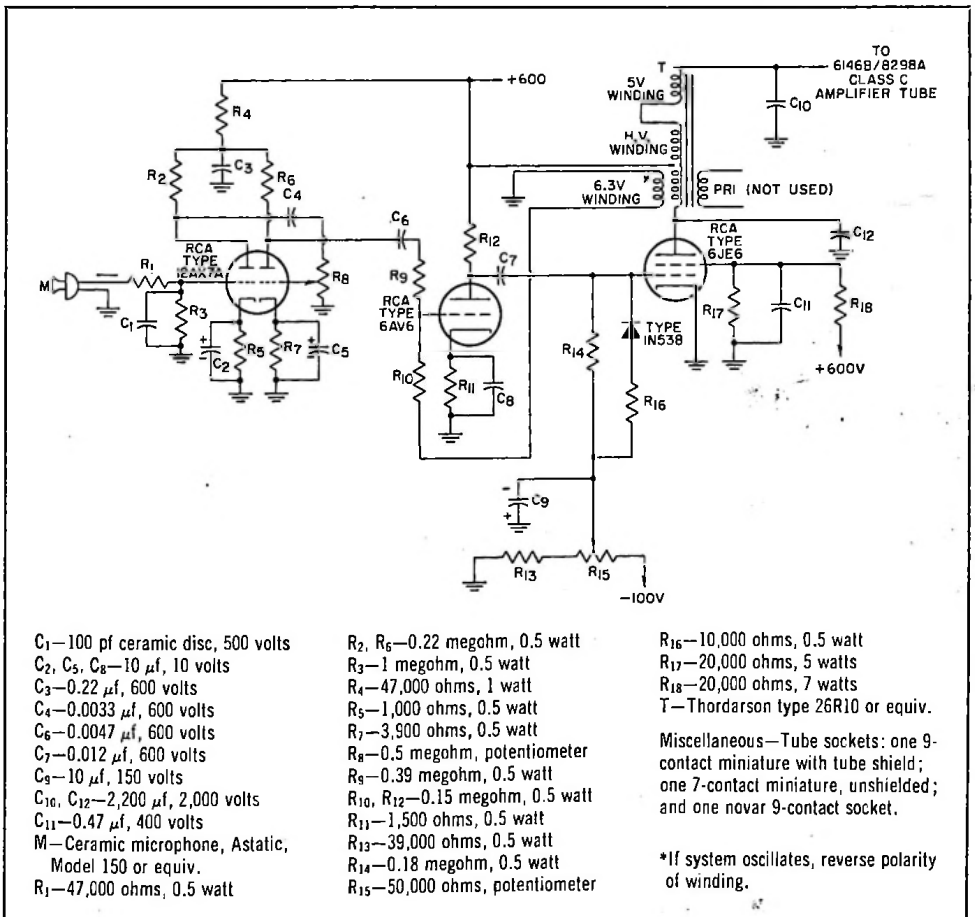 +600
T
5V
WINDING
TO
6146B/8298A
CLASS C
AMPLIFIER TUBE
C10
R4
H.V.
WINDING
R2
C3
R6
C4
6.3V
WINDING
*
PRI (NOT USED)
C6
R12
RCA
TYPE
12AX7A
R8
R9
C7
RCA
TYPE
6JE6
C12
M
R1
RCA
TYPE
6AV6
C1
R3
C2
R5
R7
C5
R10
R11
C8
R14
TYPE
IN538
R17
C11
R18
+600V
R16
C9
R13
R15
-100V
C1—100 pf ceramic disc, 500 volts
C2, C5, C8—10 μf, 10 volts
C3—0.22 μf, 600 volts
C4—0.0033 μf, 600 volts
C6—0.0047 μf, 600 volts
C7—0.012 μf, 600 volts
C9—10 μf, 150 volts
C10, C12—2,200 μf, 2,000 volts
C11—0.47 μf, 400 volts
M—Ceramic microphone, Astatic,
Model 150 or equiv.
R1—47,000 ohms, 0.5 watt
R2, R6—0.22 megohm, 0.5 watt
R3—1 megohm, 0.5 watt
R4—47,000 ohms, 1 watt
R5—1,000 ohms, 0.5 watt
R7—3,900 ohms, 0.5 watt
R8—0.5 megohm, potentiometer
R9—0.39 megohm, 0.5 watt
R10, R12—0.15 megohm, 0.5 watt
R11—1,500 ohms, 0.5 watt
R13—39,000 ohms, 0.5 watt
R14—0.18 megohm, 0.5 watt
R15—50,000 ohms, potentiometer
R16—10,000 ohms, 0.5 watt
R17—20,000 ohms, 5 watts
R18—20,000 ohms, 7 watts
T—Thordarson type 26R10 or equiv.
Miscellaneous—Tube sockets: one 9-
contact miniature with tube shield;
one 7-contact miniature, unshielded;
and one novar 9-contact socket.
*If system oscillates, reverse polarity
of winding.